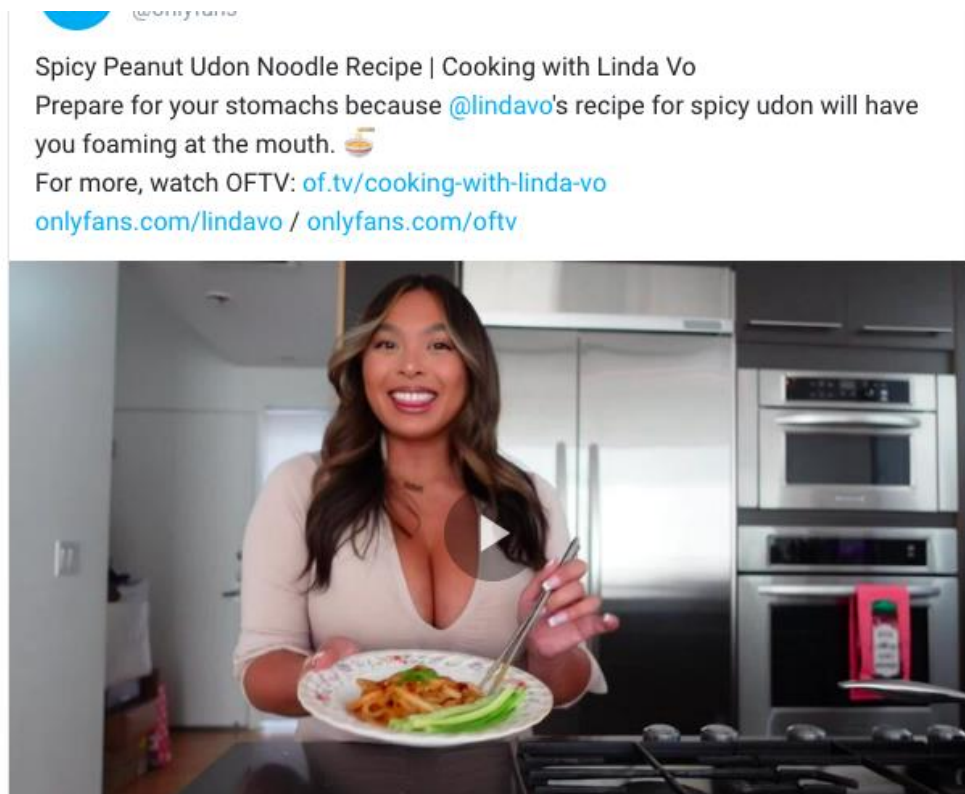 @onlyfans
Spicy Peanut Udon Noodle Recipe | Cooking with Linda Vo
Prepare for your stomachs because @lindavo's recipe for spicy udon will have
you foaming at the mouth. 🍜
For more, watch OFTV: of.tv/cooking-with-linda-vo
onlyfans.com/lindavo / onlyfans.com/oftv